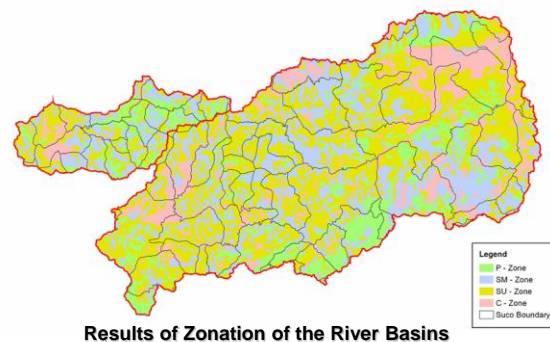 Legend
P - Zone
SM - Zone
SU - Zone
C - Zone
Suco Boundary
Results of Zonation of the River Basins